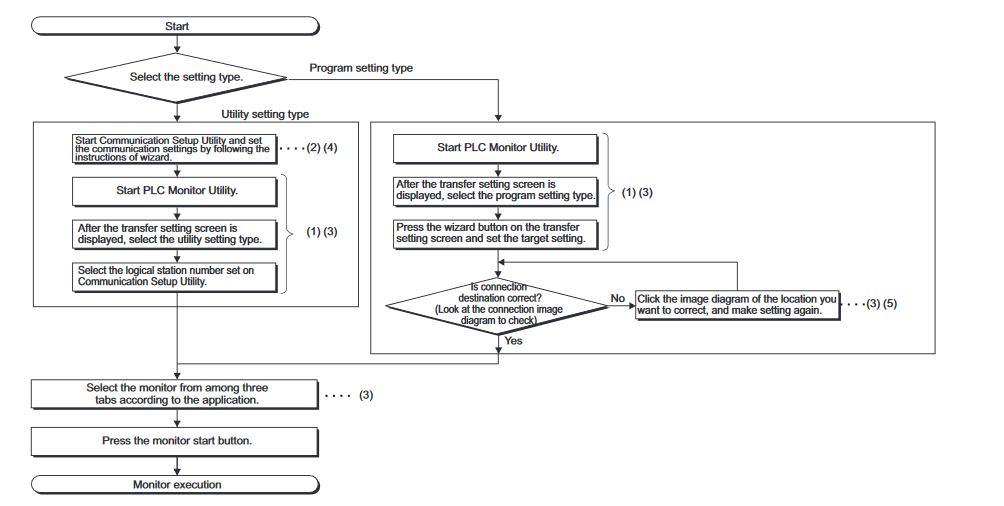 Start
Select the setting type.
Program setting type
Utility setting type
Start Communication Setup Utility and set
the communication settings by following the
instructions of wizard.
· · · · (2) (4)
Start PLC Monitor Utility.
After the transfer setting screen is
displayed, select the utility setting type.
(1) (3)
Select the logical station number set on
Communication Setup Utility.
Start PLC Monitor Utility.
After the transfer setting screen is
displayed, select the program setting type.
(1) (3)
Press the wizard button on the transfer
setting screen and set the target setting.
Is connection
destination correct?
(Look at the connection image
diagram to check)
No
Click the image diagram of the location you
want to correct, and make setting again.
· · · · (3) (5)
Yes
Select the monitor from among three
tabs according to the application.
· · · · (3)
Press the monitor start button.
Monitor execution